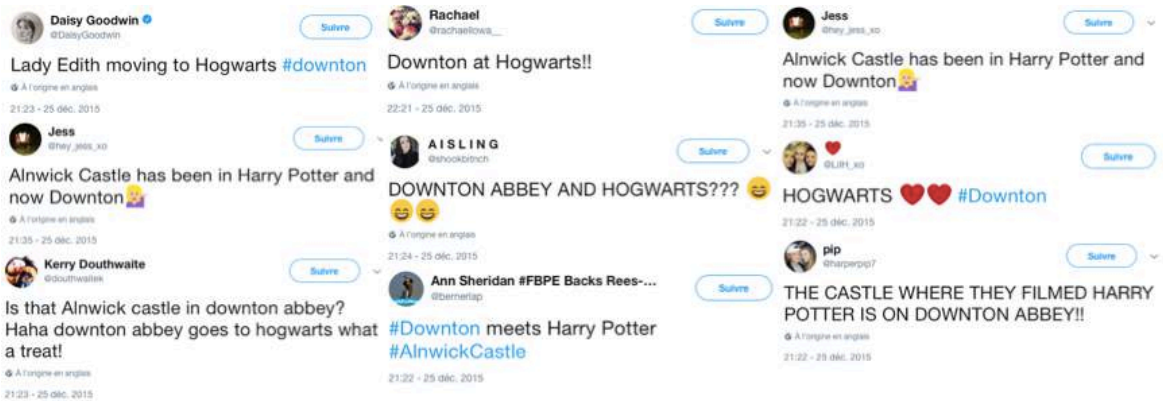 Daisy Goodwin
@DaisyGoodwin
Suivre
Lady Edith moving to Hogwarts #downton
À l'origine en anglais
21:23 - 25 déc. 2015
Jess
@hey_jess_xo
Suivre
Alnwick Castle has been in Harry Potter and
now Downton
À l'origine en anglais
21:35 - 25 déc. 2015
Kerry Douthwaite
@douthwaitek
Suivre
Is that Alnwick castle in downton abbey?
Haha downton abbey goes to hogwarts what
a treat!
À l'origine en anglais
21:23 - 25 déc. 2015
Rachael
@rachaellowa__
Suivre
Downton at Hogwarts!!
À l'origine en anglais
22:21 - 25 déc. 2015
A I S L I N G
@shookbitnch
Suivre
DOWNTON ABBEY AND HOGWARTS??? 😄
😄😄
À l'origine en anglais
21:24 - 25 déc. 2015
Ann Sheridan #FBPE Backs Rees-...
@bernerlap
Suivre
#Downton meets Harry Potter
#AlnwickCastle
21:22 - 25 déc. 2015
Jess
@hey_jess_xo
Suivre
Alnwick Castle has been in Harry Potter and
now Downton
À l'origine en anglais
21:35 - 25 déc. 2015
❤️
@LilH_xo
Suivre
HOGWARTS ❤️❤️ #Downton
À l'origine en anglais
21:22 - 25 déc. 2015
pip
@harperpip7
Suivre
THE CASTLE WHERE THEY FILMED HARRY
POTTER IS ON DOWNTON ABBEY!!
À l'origine en anglais
21:22 - 25 déc. 2015